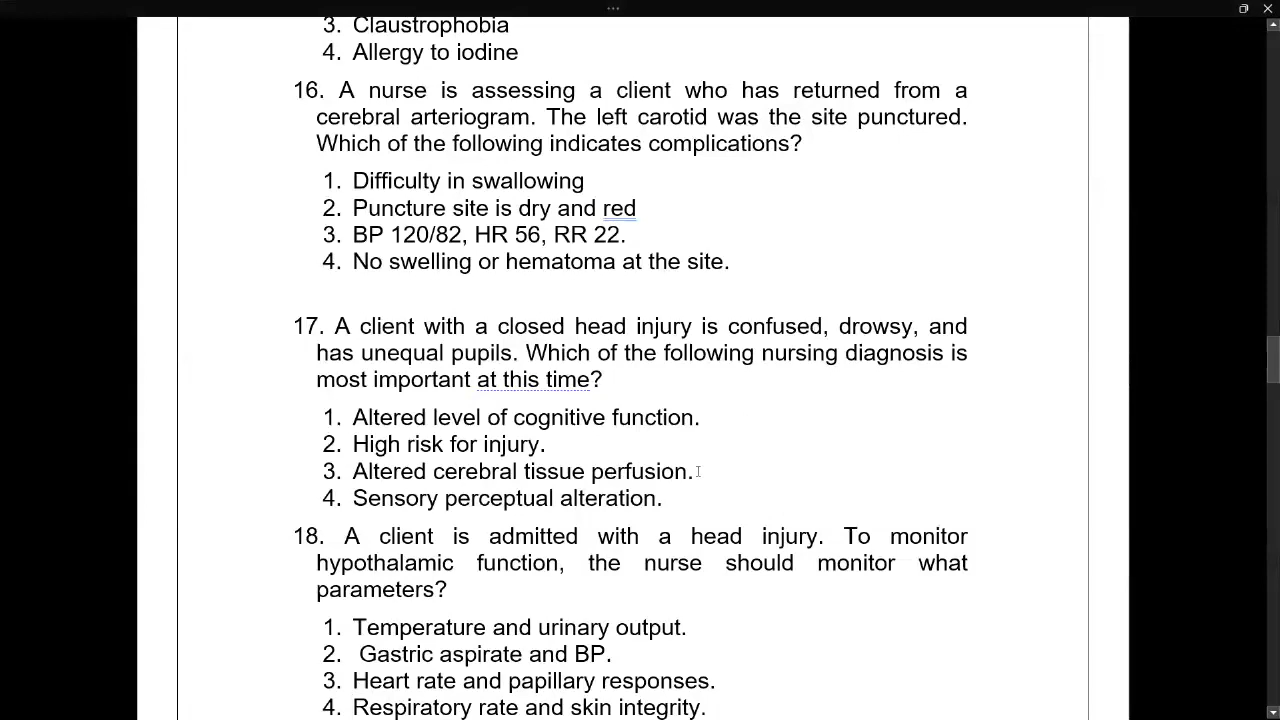 3. Claustrophobia
4. Allergy to iodine
16. A nurse is assessing a client who has returned from a
cerebral arteriogram. The left carotid was the site punctured.
Which of the following indicates complications?
1. Difficulty in swallowing
2. Puncture site is dry and red
3. BP 120/82, HR 56, RR 22.
4. No swelling or hematoma at the site.
17. A client with a closed head injury is confused, drowsy, and
has unequal pupils. Which of the following nursing diagnosis is
most important at this time?
1. Altered level of cognitive function.
2. High risk for injury.
3. Altered cerebral tissue perfusion.
4. Sensory perceptual alteration.
18. A client is admitted with a head injury. To monitor
hypothalamic function, the nurse should monitor what
parameters?
1. Temperature and urinary output.
2. Gastric aspirate and BP.
3. Heart rate and papillary responses.
4. Respiratory rate and skin integrity.